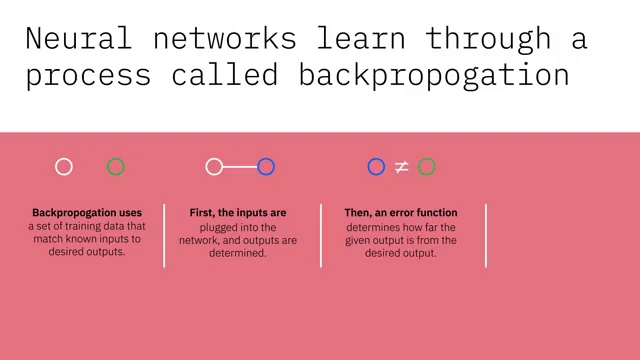 Neural networks learn through a
process called backpropogation
≠
Backpropogation uses
a set of training data that
match known inputs to
desired outputs.
First, the inputs are
plugged into the
network, and outputs are
determined.
Then, an error function
determines how far the
given output is from the
desired output.